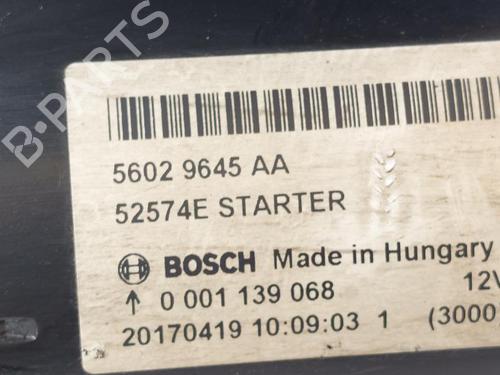 B-PARTS
5602 9645 AA
52574E STARTER
BOSCH Made in Hungary
↑ 0 001 139 068 12V
20170419 10:09:03 1 (3000